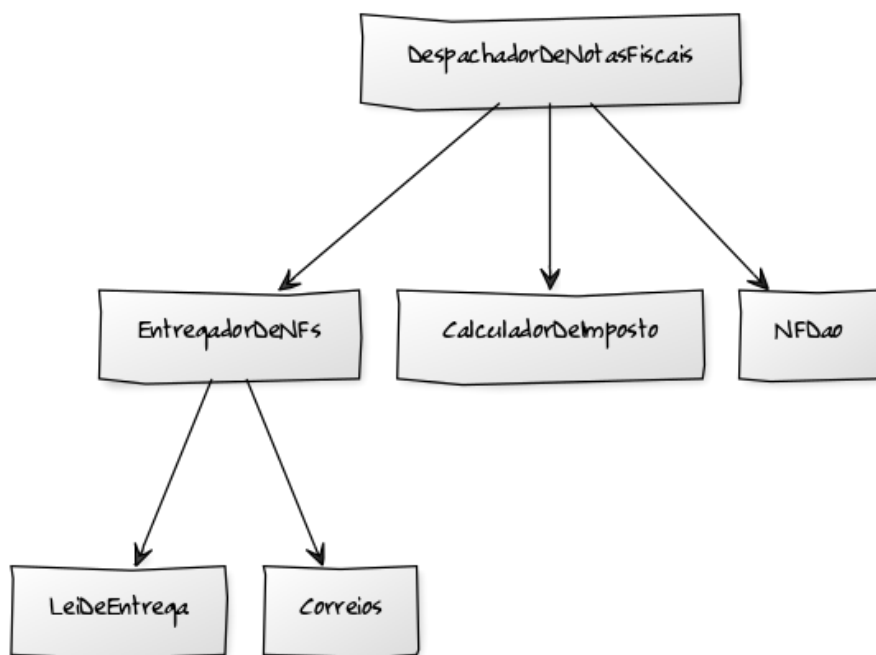 DespachadorDeNotasFiscais
EntregadorDeNFs
CalculadorDeImposto
NFDao
LeiDeEntrega
Correios